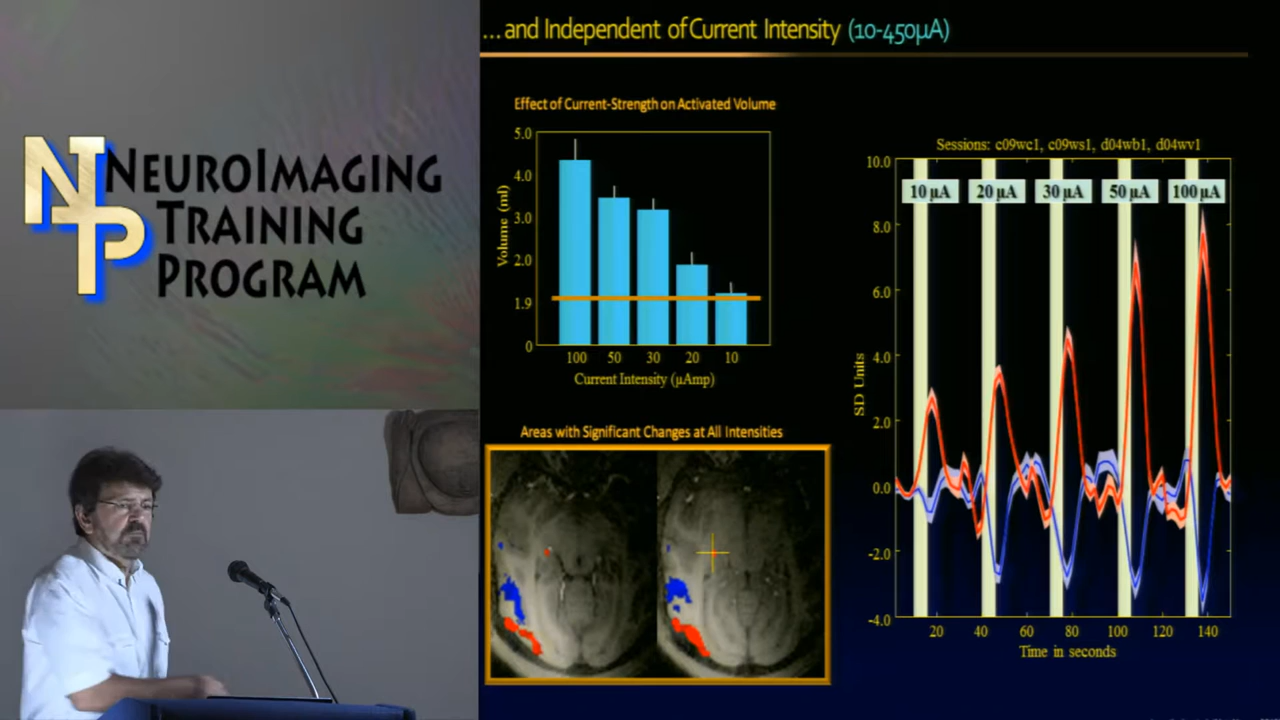 NTP
NEUROIMAGING
TRAINING
PROGRAM
...and Independent of Current Intensity (10-450µA)
Effect of Current-Strength on Activated Volume
5.0
4.0
3.0
2.0
1.9
0
Volume (ml)
100 50 30 20 10
Current Intensity (µAmp)
Areas with Significant Changes at All Intensities
Sessions: c09wc1, c09ws1, d04wb1, d04wv1
10 µA 20 µA 30 µA 50 µA 100 µA
10.0
8.0
6.0
4.0
2.0
0.0
-2.0
-4.0
SD Units
20 40 60 80 100 120 140
Time in seconds